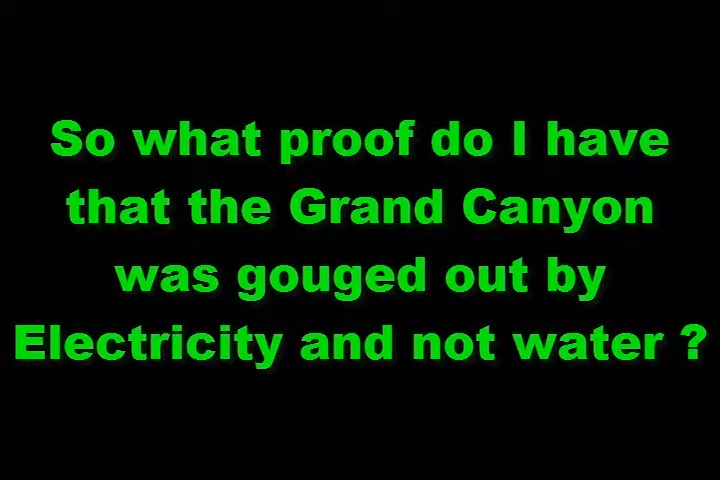 So what proof do I have
that the Grand Canyon
was gouged out by
Electricity and not water ?